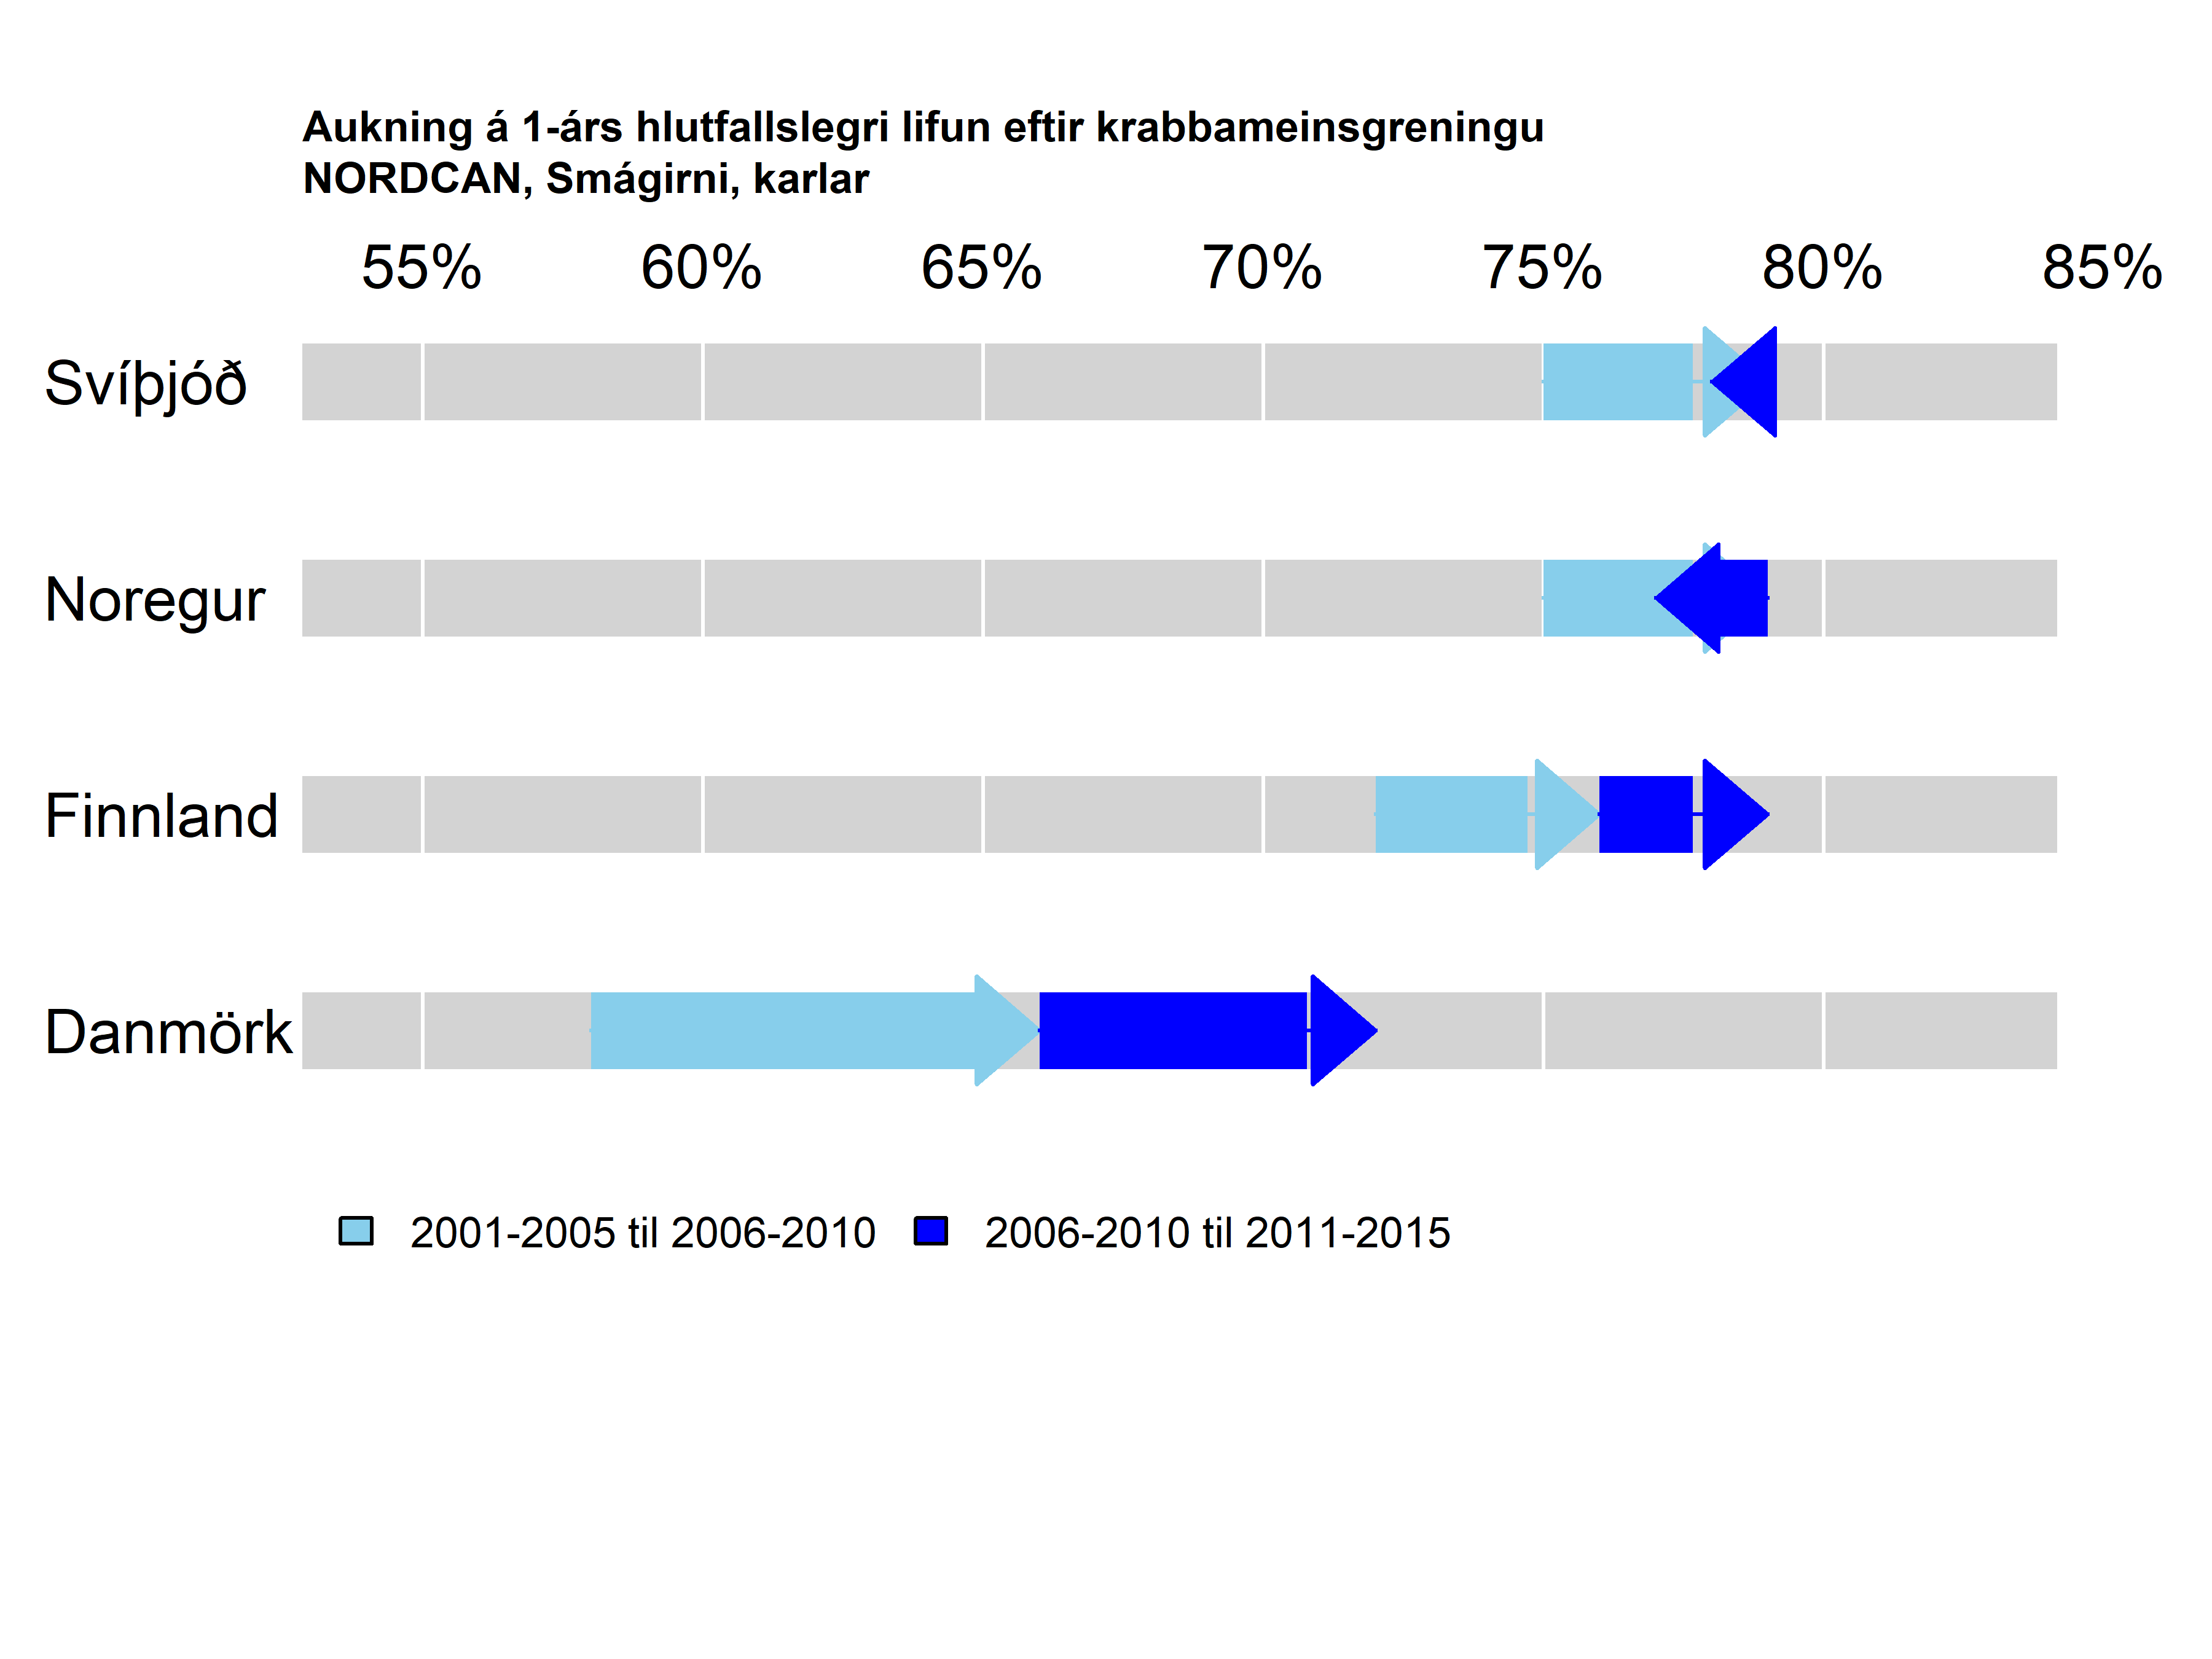 Aukning á 1-árs hlutfallslegri lifun eftir krabbameinsgreningu
NORDCAN, Smágirni, karlar
55% 60% 65% 70% 75% 80% 85%
Svíþjóð
Noregur
Finnland
Danmörk
2001-2005 til 2006-2010 2006-2010 til 2011-2015